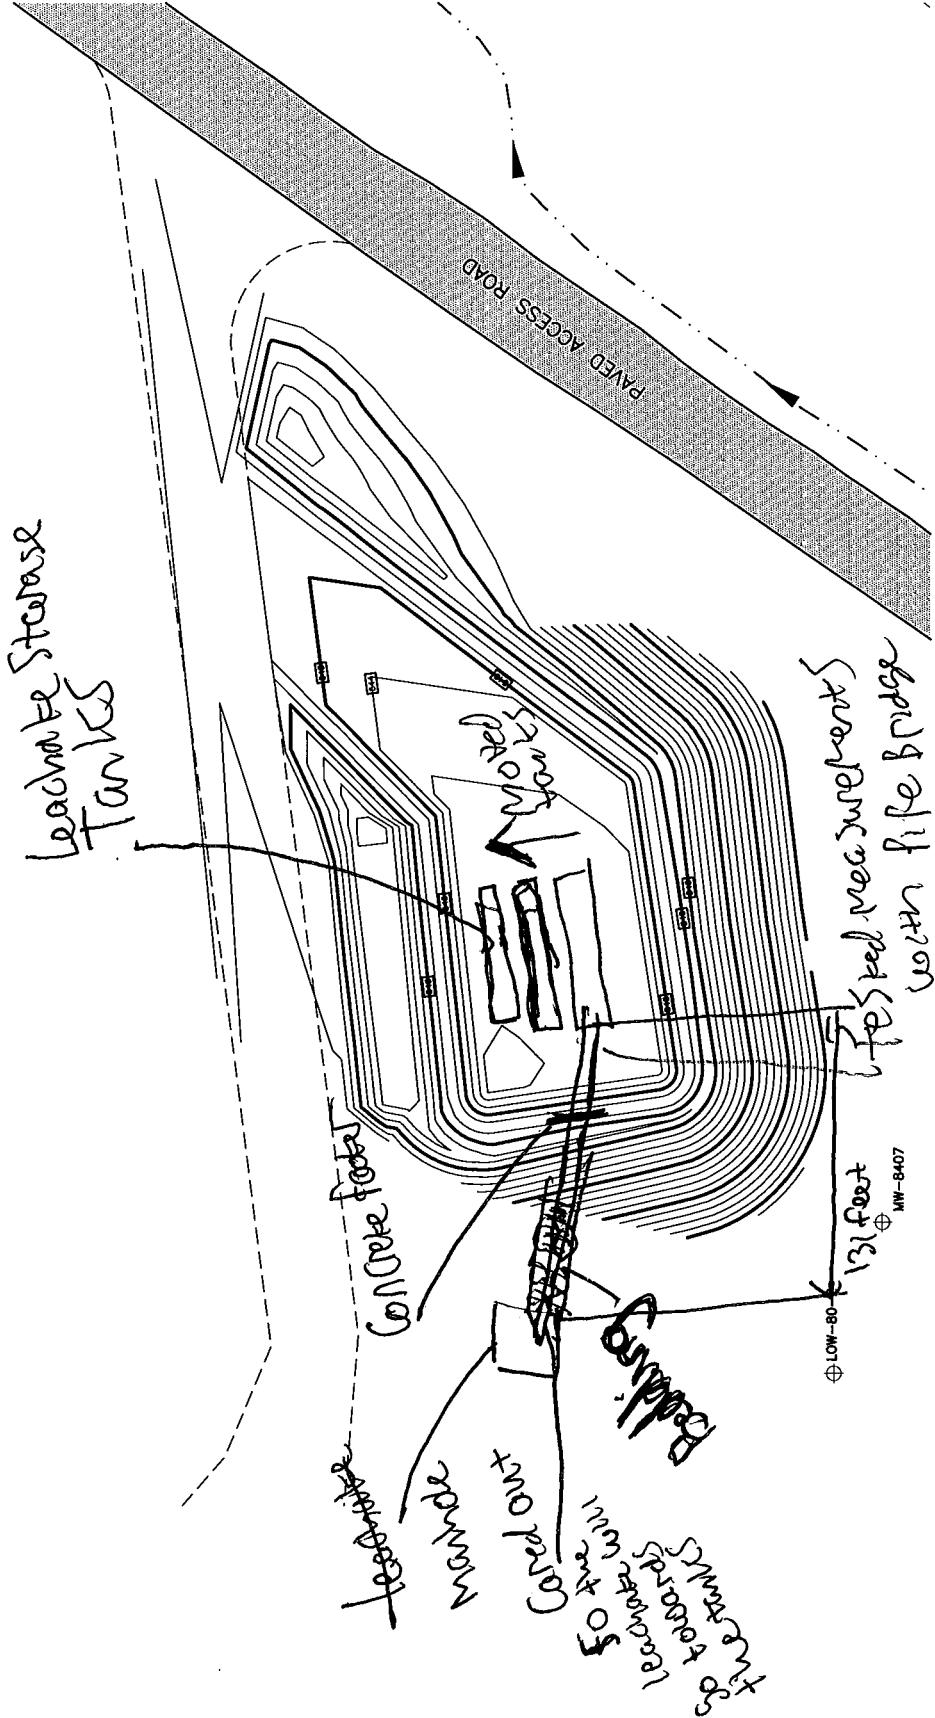 PAVED ACCESS ROAD
Leachate Storage
Tanks
Moved
tanks
Tested measurements
with pipe Bridge
131 feet
MW-8407
LOW-80
Concrete footer
Leachate
Manhole
Cored out
so the
leachate will
go towards
the tanks